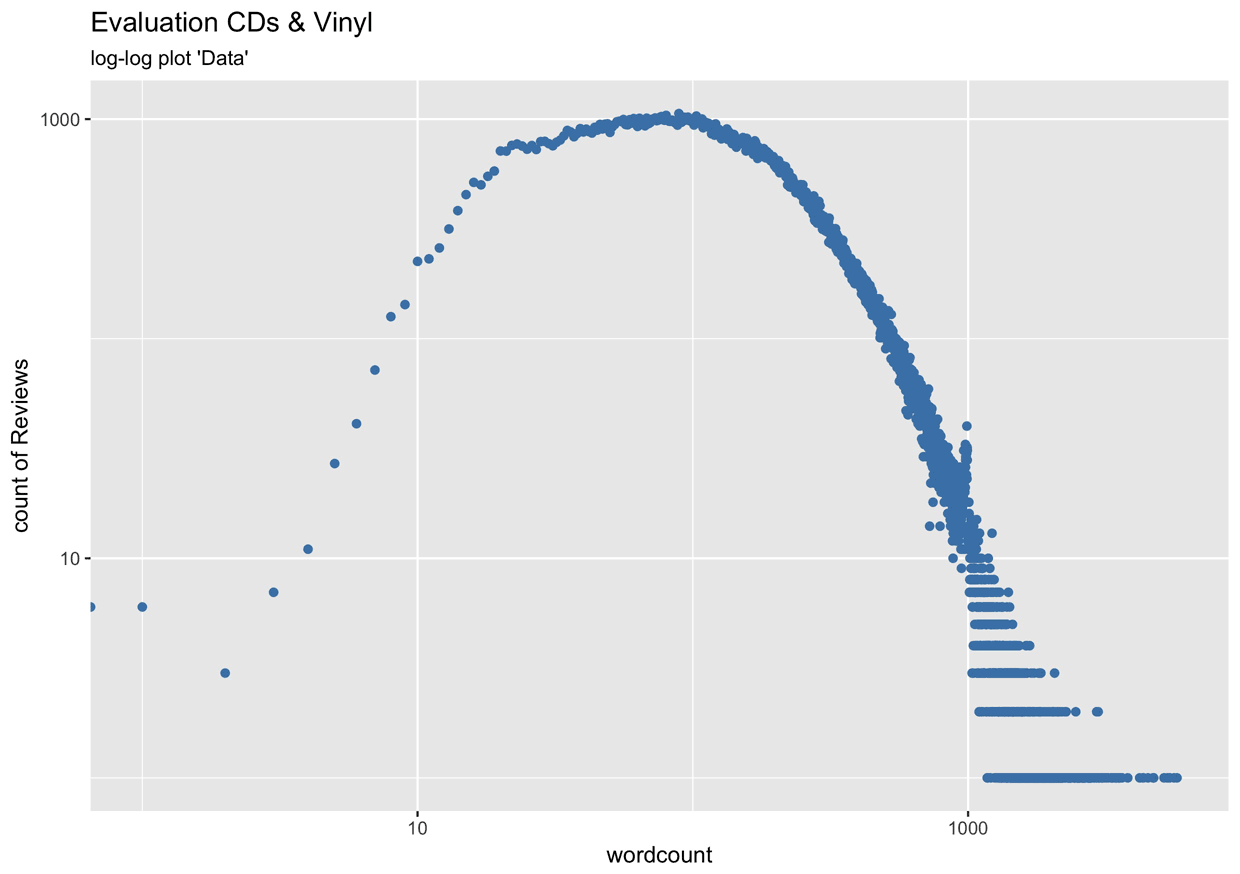 Evaluation CDs & Vinyl
log-log plot 'Data'
1000
10
count of Reviews
10
1000
wordcount